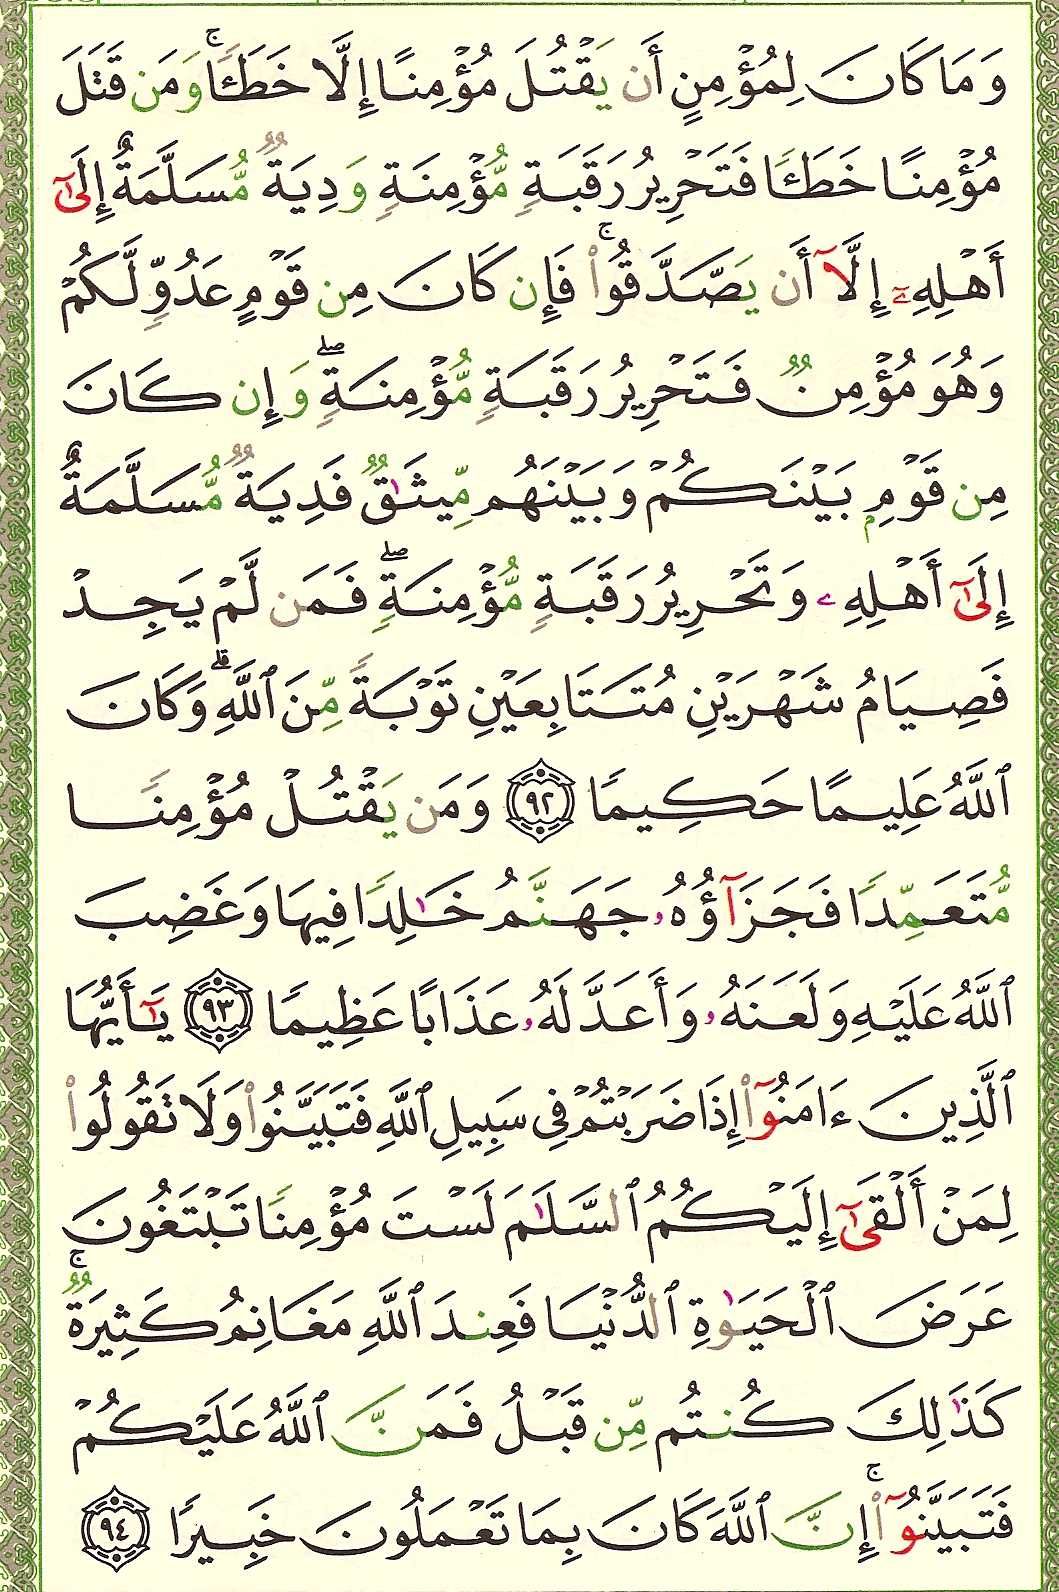 وَمَا كَانَ لِمُؤْمِنٍ أَن يَقْتُلَ مُؤْمِنًا إِلَّا خَطَـًٔا ۚ وَمَن قَتَلَ
مُؤْمِنًا خَطَـًٔا فَتَحْرِيرُ رَقَبَةٍ مُّؤْمِنَةٍ وَدِيَةٌ مُّسَلَّمَةٌ إِلَىٰٓ
أَهْلِهِۦٓ إِلَّآ أَن يَصَّدَّقُوا۟ ۚ فَإِن كَانَ مِن قَوْمٍ عَدُوٍّ لَّكُمْ
وَهُوَ مُؤْمِنٌ فَتَحْرِيرُ رَقَبَةٍ مُّؤْمِنَةٍ ۖ وَإِن كَانَ
مِن قَوْمٍۭ بَيْنَكُمْ وَبَيْنَهُم مِّيثَـٰقٌ فَدِيَةٌ مُّسَلَّمَةٌ
إِلَىٰٓ أَهْلِهِۦ وَتَحْرِيرُ رَقَبَةٍ مُّؤْمِنَةٍ ۖ فَمَن لَّمْ يَجِدْ
فَصِيَامُ شَهْرَيْنِ مُتَتَابِعَيْنِ تَوْبَةً مِّنَ ٱللَّهِ ۗ وَكَانَ
ٱللَّهُ عَلِيمًا حَكِيمًا ٩٢ وَمَن يَقْتُلْ مُؤْمِنًا
مُّتَعَمِّدًا فَجَزَآؤُهُۥ جَهَنَّمُ خَـٰلِدًا فِيهَا وَغَضِبَ
ٱللَّهُ عَلَيْهِ وَلَعَنَهُۥ وَأَعَدَّ لَهُۥ عَذَابًا عَظِيمًا ٩٣ يَـٰٓأَيُّهَا
ٱلَّذِينَ ءَامَنُوٓا۟ إِذَا ضَرَبْتُمْ فِى سَبِيلِ ٱللَّهِ فَتَبَيَّنُوا۟ وَلَا تَقُولُوا۟
لِمَنْ أَلْقَىٰٓ إِلَيْكُمُ ٱلسَّلَـٰمَ لَسْتَ مُؤْمِنًا تَبْتَغُونَ
عَرَضَ ٱلْحَيَوٰةِ ٱلدُّنْيَا فَعِندَ ٱللَّهِ مَغَانِمُ كَثِيرَةٌ ۚ
كَذَٰلِكَ كُنتُم مِّن قَبْلُ فَمَنَّ ٱللَّهُ عَلَيْكُمْ
فَتَبَيَّنُوٓا۟ ۚ إِنَّ ٱللَّهَ كَانَ بِمَا تَعْمَلُونَ خَبِيرًا ٩٤